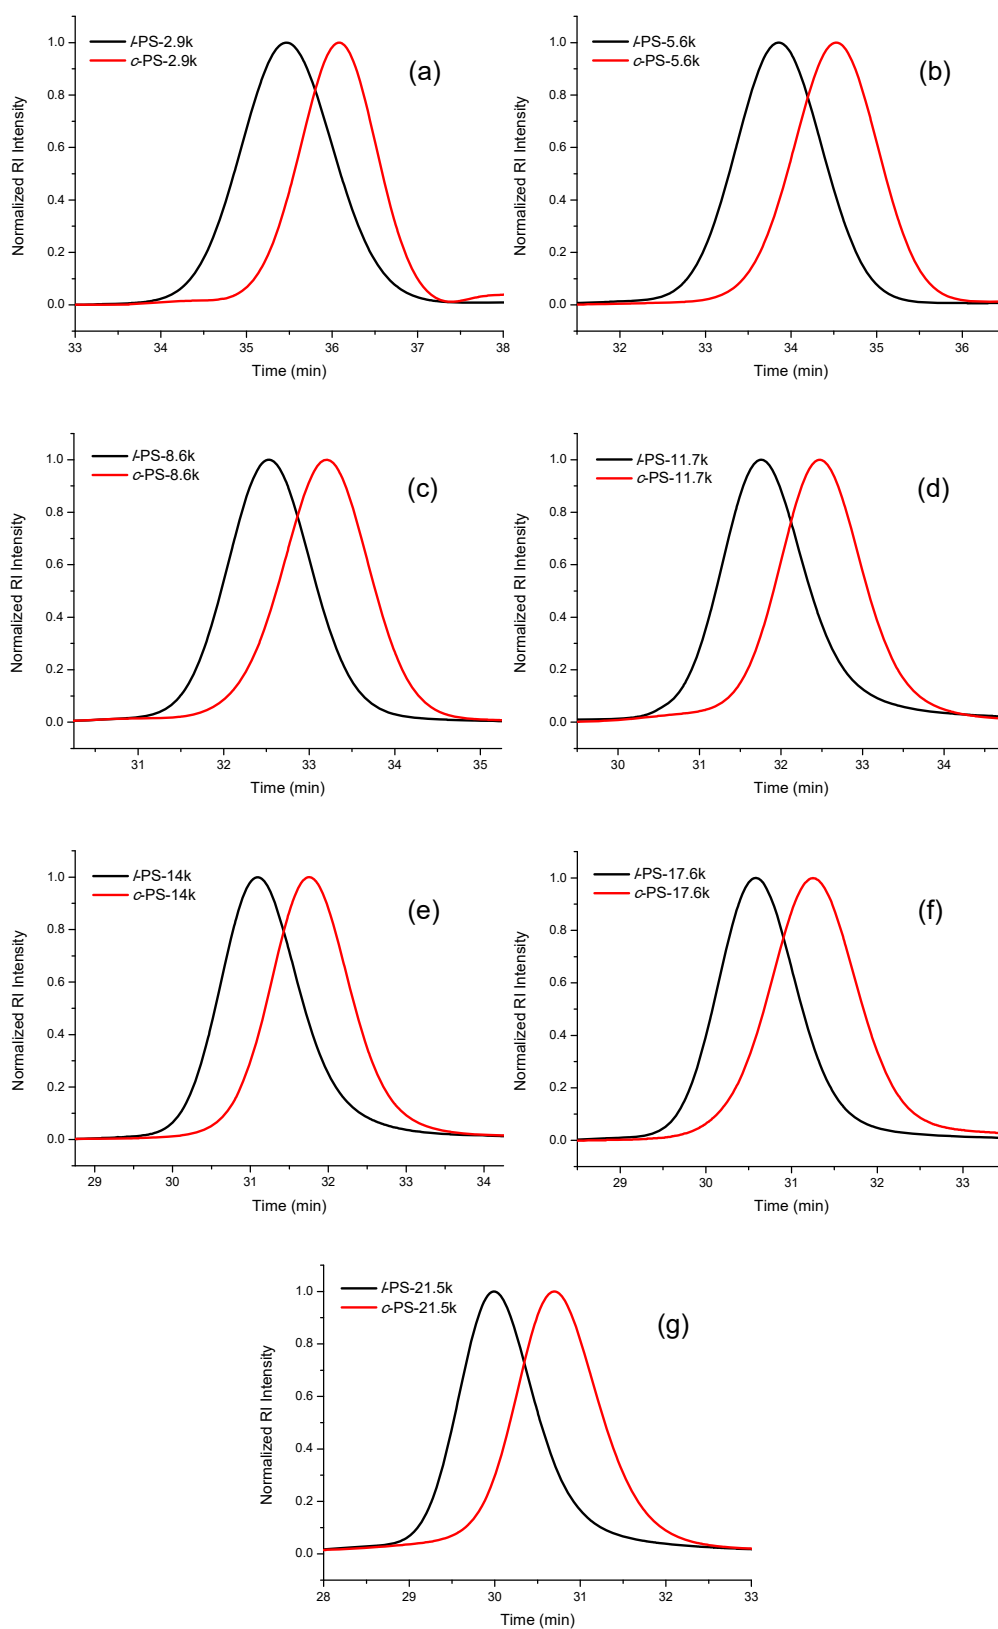 l-PS-2.9k
c-PS-2.9k
(a)
Normalized RI Intensity
1.0
0.8
0.6
0.4
0.2
0.0
33 34 35 36 37 38
Time (min)
l-PS-5.6k
c-PS-5.6k
(b)
Normalized RI Intensity
1.0
0.8
0.6
0.4
0.2
0.0
32 33 34 35 36
Time (min)
l-PS-8.6k
c-PS-8.6k
(c)
Normalized RI Intensity
1.0
0.8
0.6
0.4
0.2
0.0
31 32 33 34 35
Time (min)
l-PS-11.7k
c-PS-11.7k
(d)
Normalized RI Intensity
1.0
0.8
0.6
0.4
0.2
0.0
30 31 32 33 34
Time (min)
l-PS-14k
c-PS-14k
(e)
Normalized RI Intensity
1.0
0.8
0.6
0.4
0.2
0.0
29 30 31 32 33 34
Time (min)
l-PS-17.6k
c-PS-17.6k
(f)
Normalized RI Intensity
1.0
0.8
0.6
0.4
0.2
0.0
29 30 31 32 33
Time (min)
l-PS-21.5k
c-PS-21.5k
(g)
Normalized RI Intensity
1.0
0.8
0.6
0.4
0.2
0.0
28 29 30 31 32 33
Time (min)